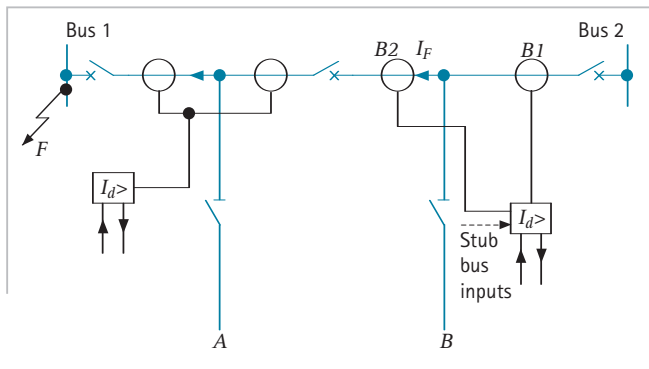 Bus 1
Bus 2
B2
I_F
B1
F
I_d>
I_d>
Stub
bus
inputs
A
B